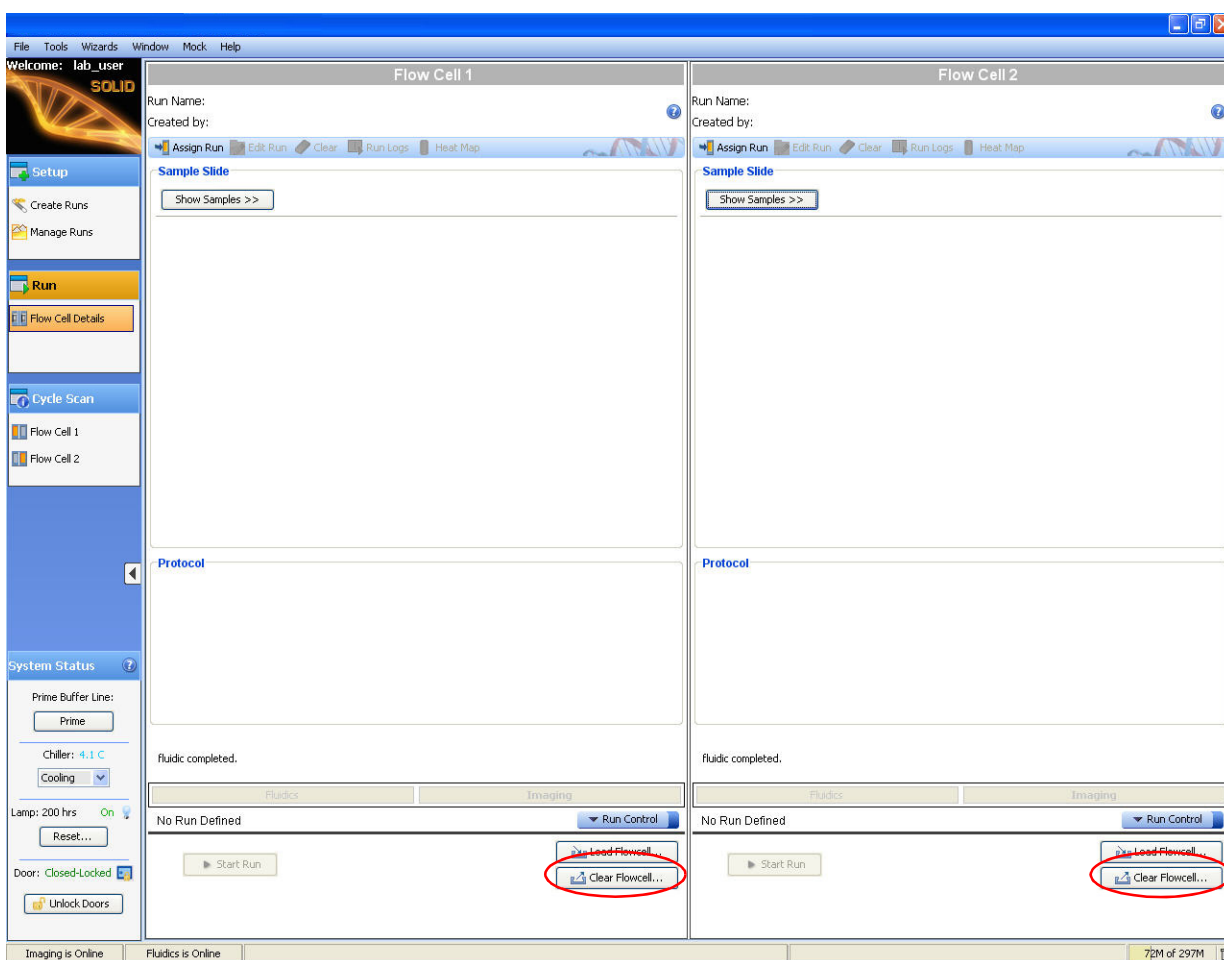 File Tools Wizards Window Mock Help
Welcome: lab_user
SOLiD
Setup
Create Runs
Manage Runs
Run
Flow Cell Details
Cycle Scan
Flow Cell 1
Flow Cell 2
System Status
Prime Buffer Line:
Prime
Chiller: 4.1 C
Cooling
Lamp: 200 hrs On
Reset...
Door: Closed-Locked
Unlock Doors
Flow Cell 1
Run Name:
Created by:
Assign Run Edit Run Clear Run Logs Heat Map
Sample Slide
Show Samples >>
Protocol
fluidic completed.
Fluidics Imaging
No Run Defined Run Control
Load Flowcell...
Start Run
Clear Flowcell...
Flow Cell 2
Run Name:
Created by:
Assign Run Edit Run Clear Run Logs Heat Map
Sample Slide
Show Samples >>
Protocol
fluidic completed.
Fluidics Imaging
No Run Defined Run Control
Load Flowcell...
Start Run
Clear Flowcell...
Imaging is Online Fluidics is Online 72M of 297M